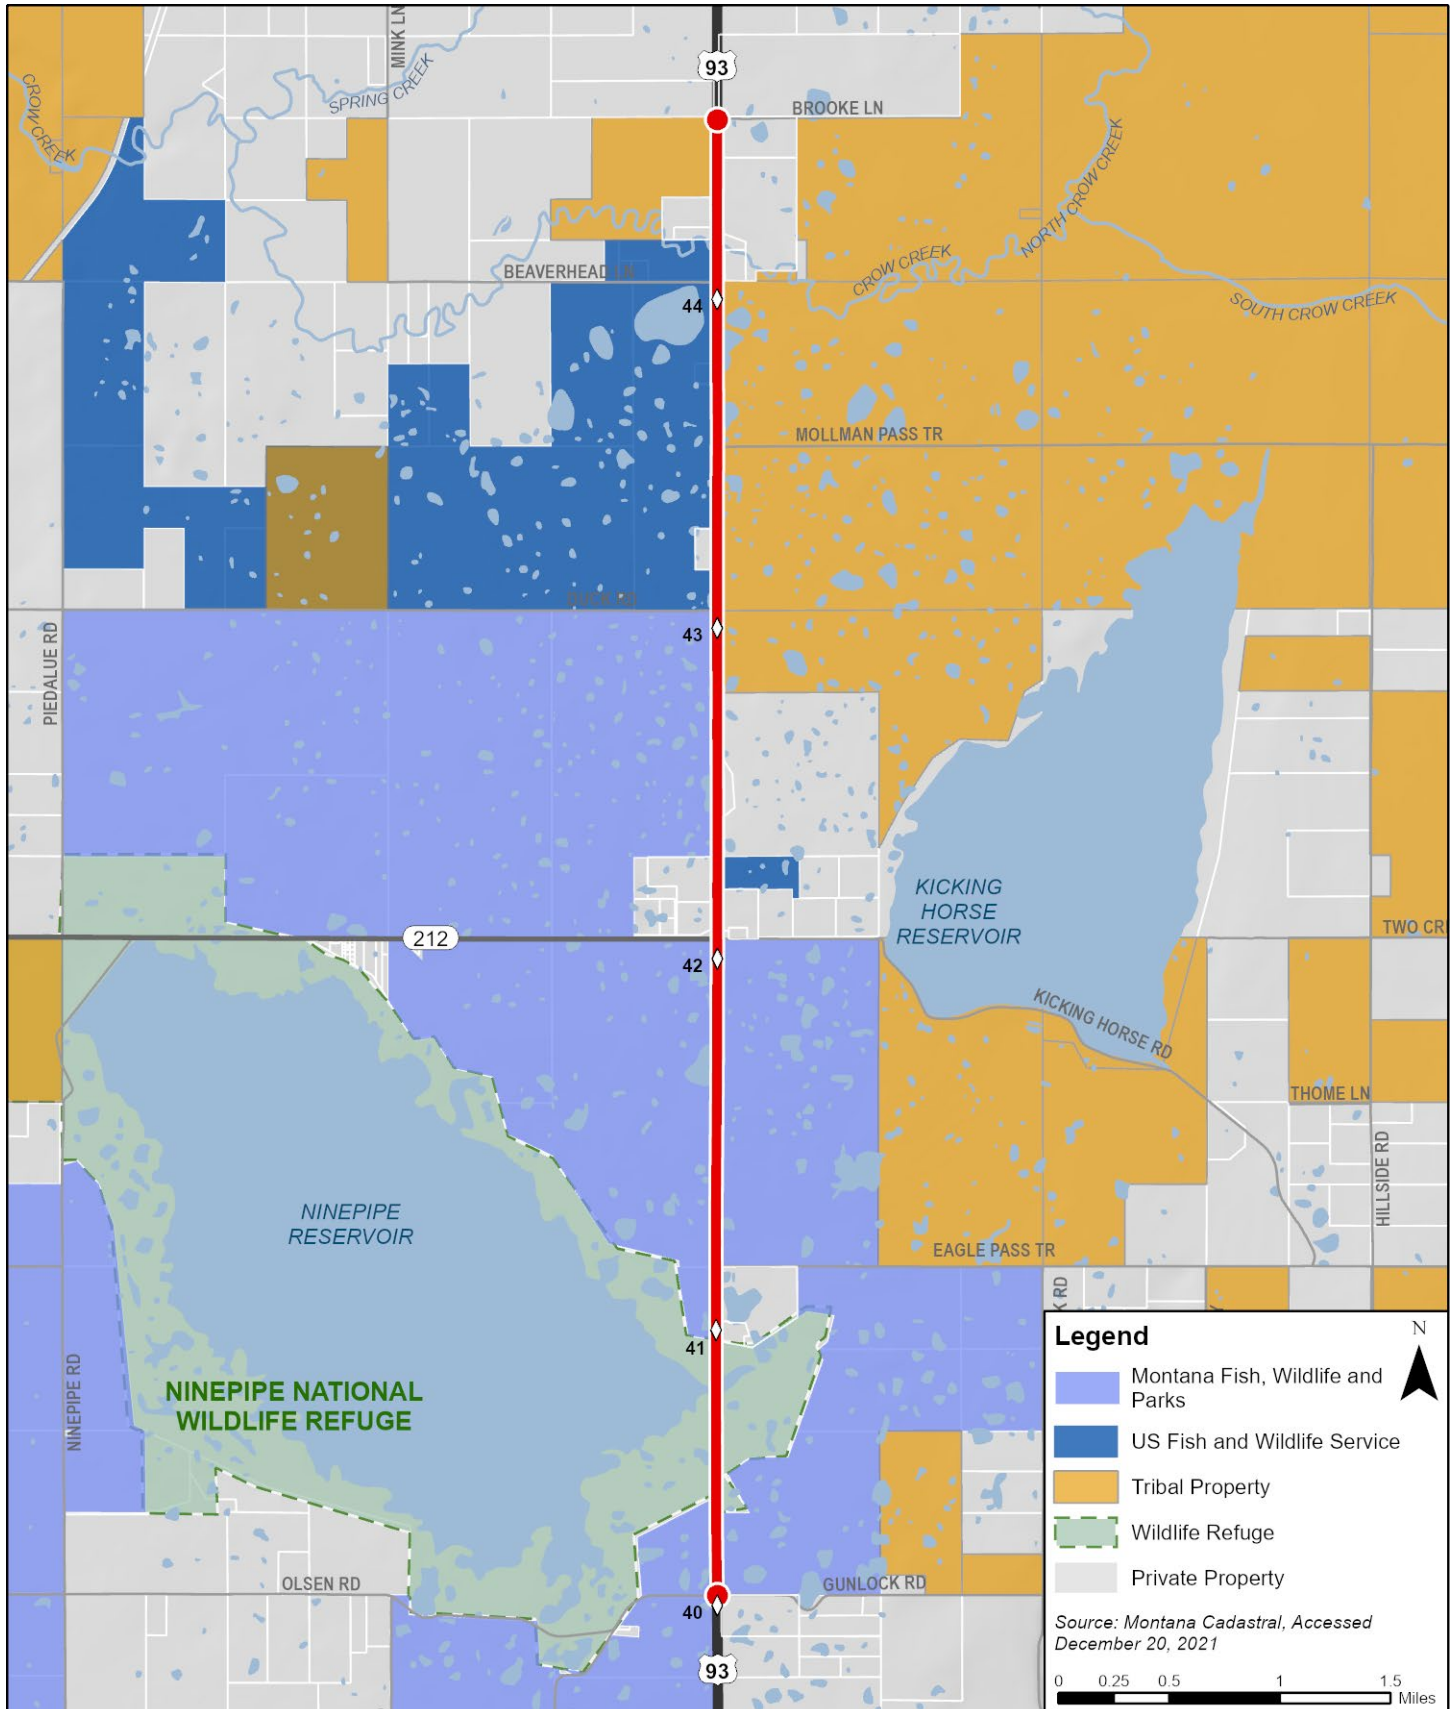 MINK LN
93
CROW CREEK
SPRING CREEK
BROOKE LN
NORTH CROW CREEK
BEAVERHEAD LN
CROW CREEK
44
SOUTH CROW CREEK
MOLLMAN PASS TR
DUCK RD
43
PIEDALUE RD
KICKING
HORSE
RESERVOIR
212
TWO CR
42
KICKING HORSE RD
THOME LN
HILLSIDE RD
NINEPIPE
RESERVOIR
EAGLE PASS TR
K RD
41
NINEPIPE RD
NINEPIPE NATIONAL
WILDLIFE REFUGE
OLSEN RD
GUNLOCK RD
40
93
Legend
N
Montana Fish, Wildlife and
Parks
US Fish and Wildlife Service
Tribal Property
Wildlife Refuge
Private Property
Source: Montana Cadastral, Accessed
December 20, 2021
0 0.25 0.5 1 1.5
Miles